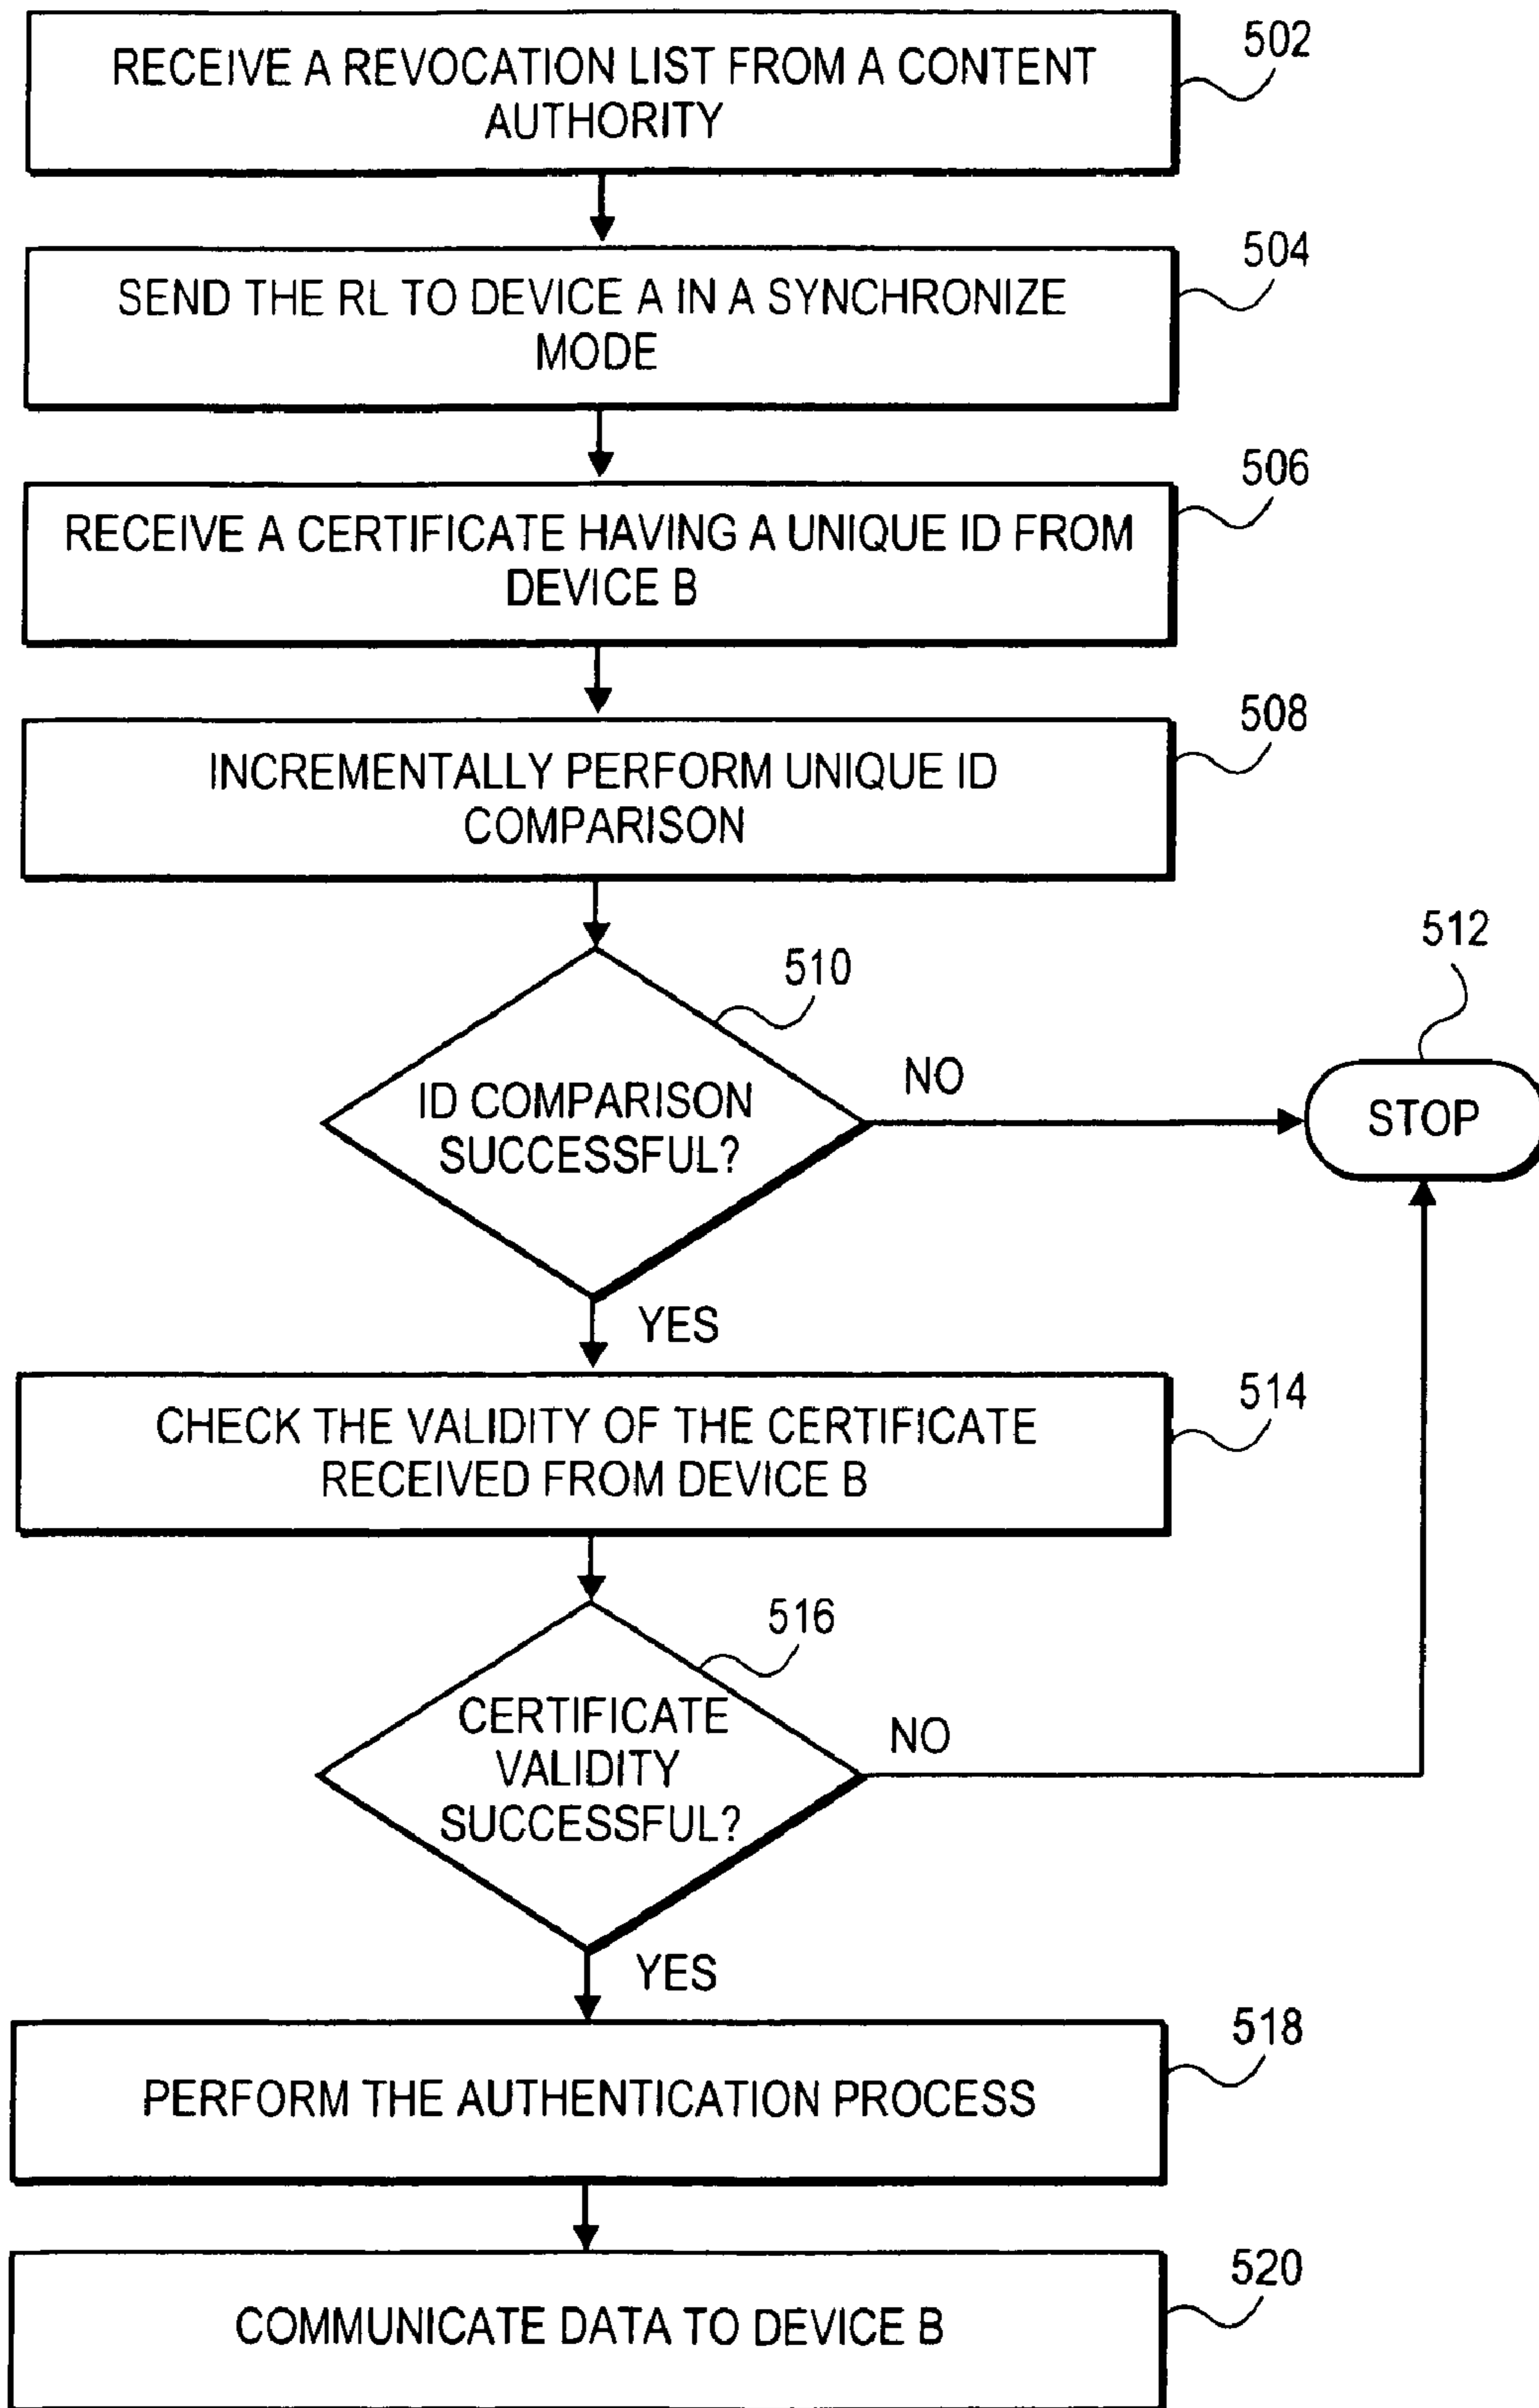 RECEIVE A REVOCATION LIST FROM A CONTENT
AUTHORITY
502
SEND THE RL TO DEVICE A IN A SYNCHRONIZE
MODE
504
RECEIVE A CERTIFICATE HAVING A UNIQUE ID FROM
DEVICE B
506
INCREMENTALLY PERFORM UNIQUE ID
COMPARISON
508
510
ID COMPARISON
SUCCESSFUL?
NO
512
STOP
YES
CHECK THE VALIDITY OF THE CERTIFICATE
RECEIVED FROM DEVICE B
514
516
CERTIFICATE
VALIDITY
SUCCESSFUL?
NO
YES
PERFORM THE AUTHENTICATION PROCESS
518
COMMUNICATE DATA TO DEVICE B
520